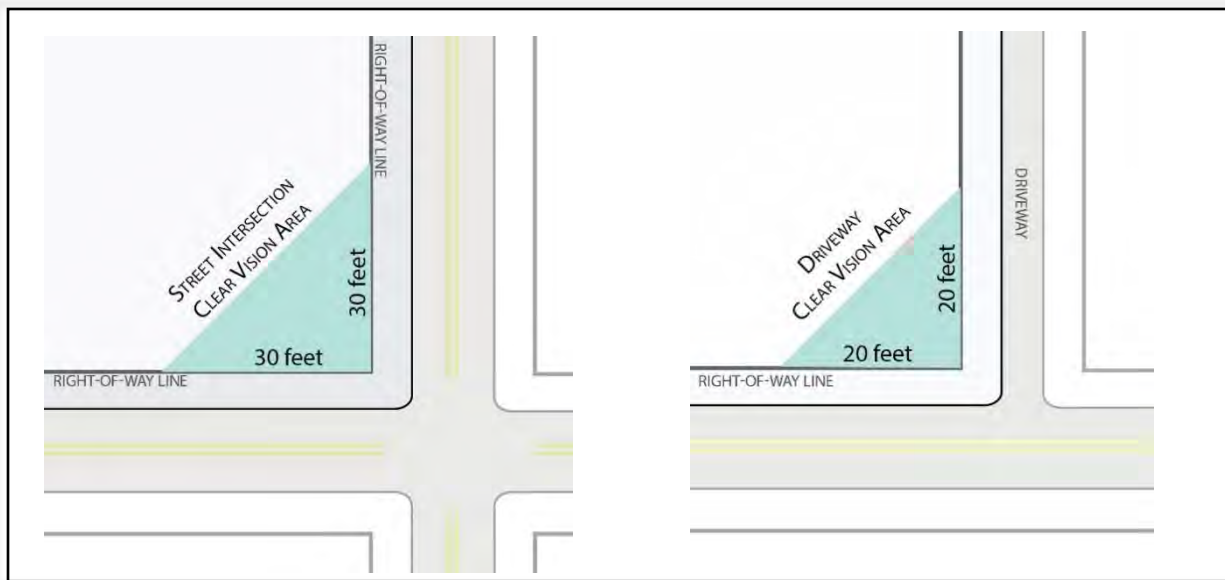 RIGHT-OF-WAY LINE
STREET INTERSECTION
CLEAR VISION AREA
30 feet
30 feet
RIGHT-OF-WAY LINE
DRIVEWAY
DRIVEWAY
CLEAR VISION AREA
20 feet
20 feet
RIGHT-OF-WAY LINE